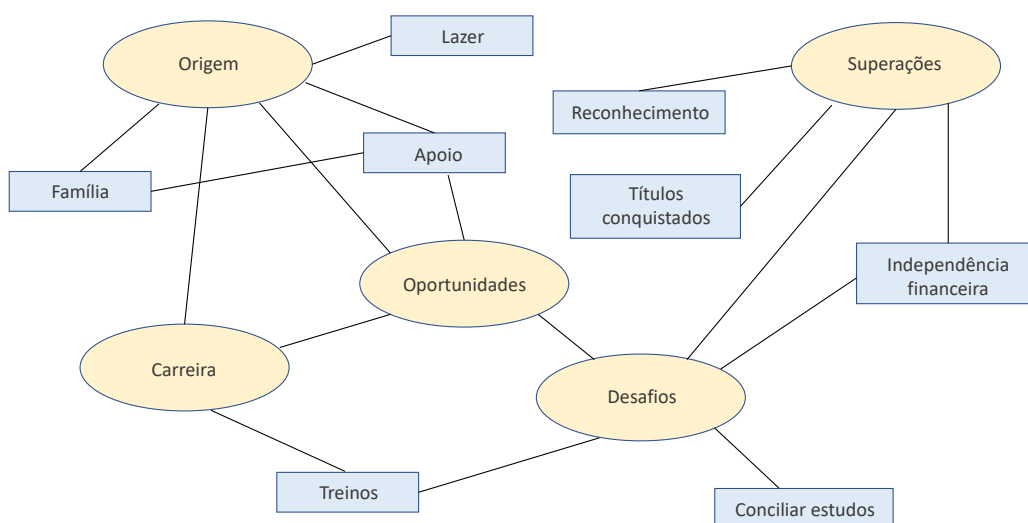 Lazer
Origem
Superações
Reconhecimento
Apoio
Família
Títulos
conquistados
Independência
financeira
Oportunidades
Carreira
Desafios
Treinos
Conciliar estudos